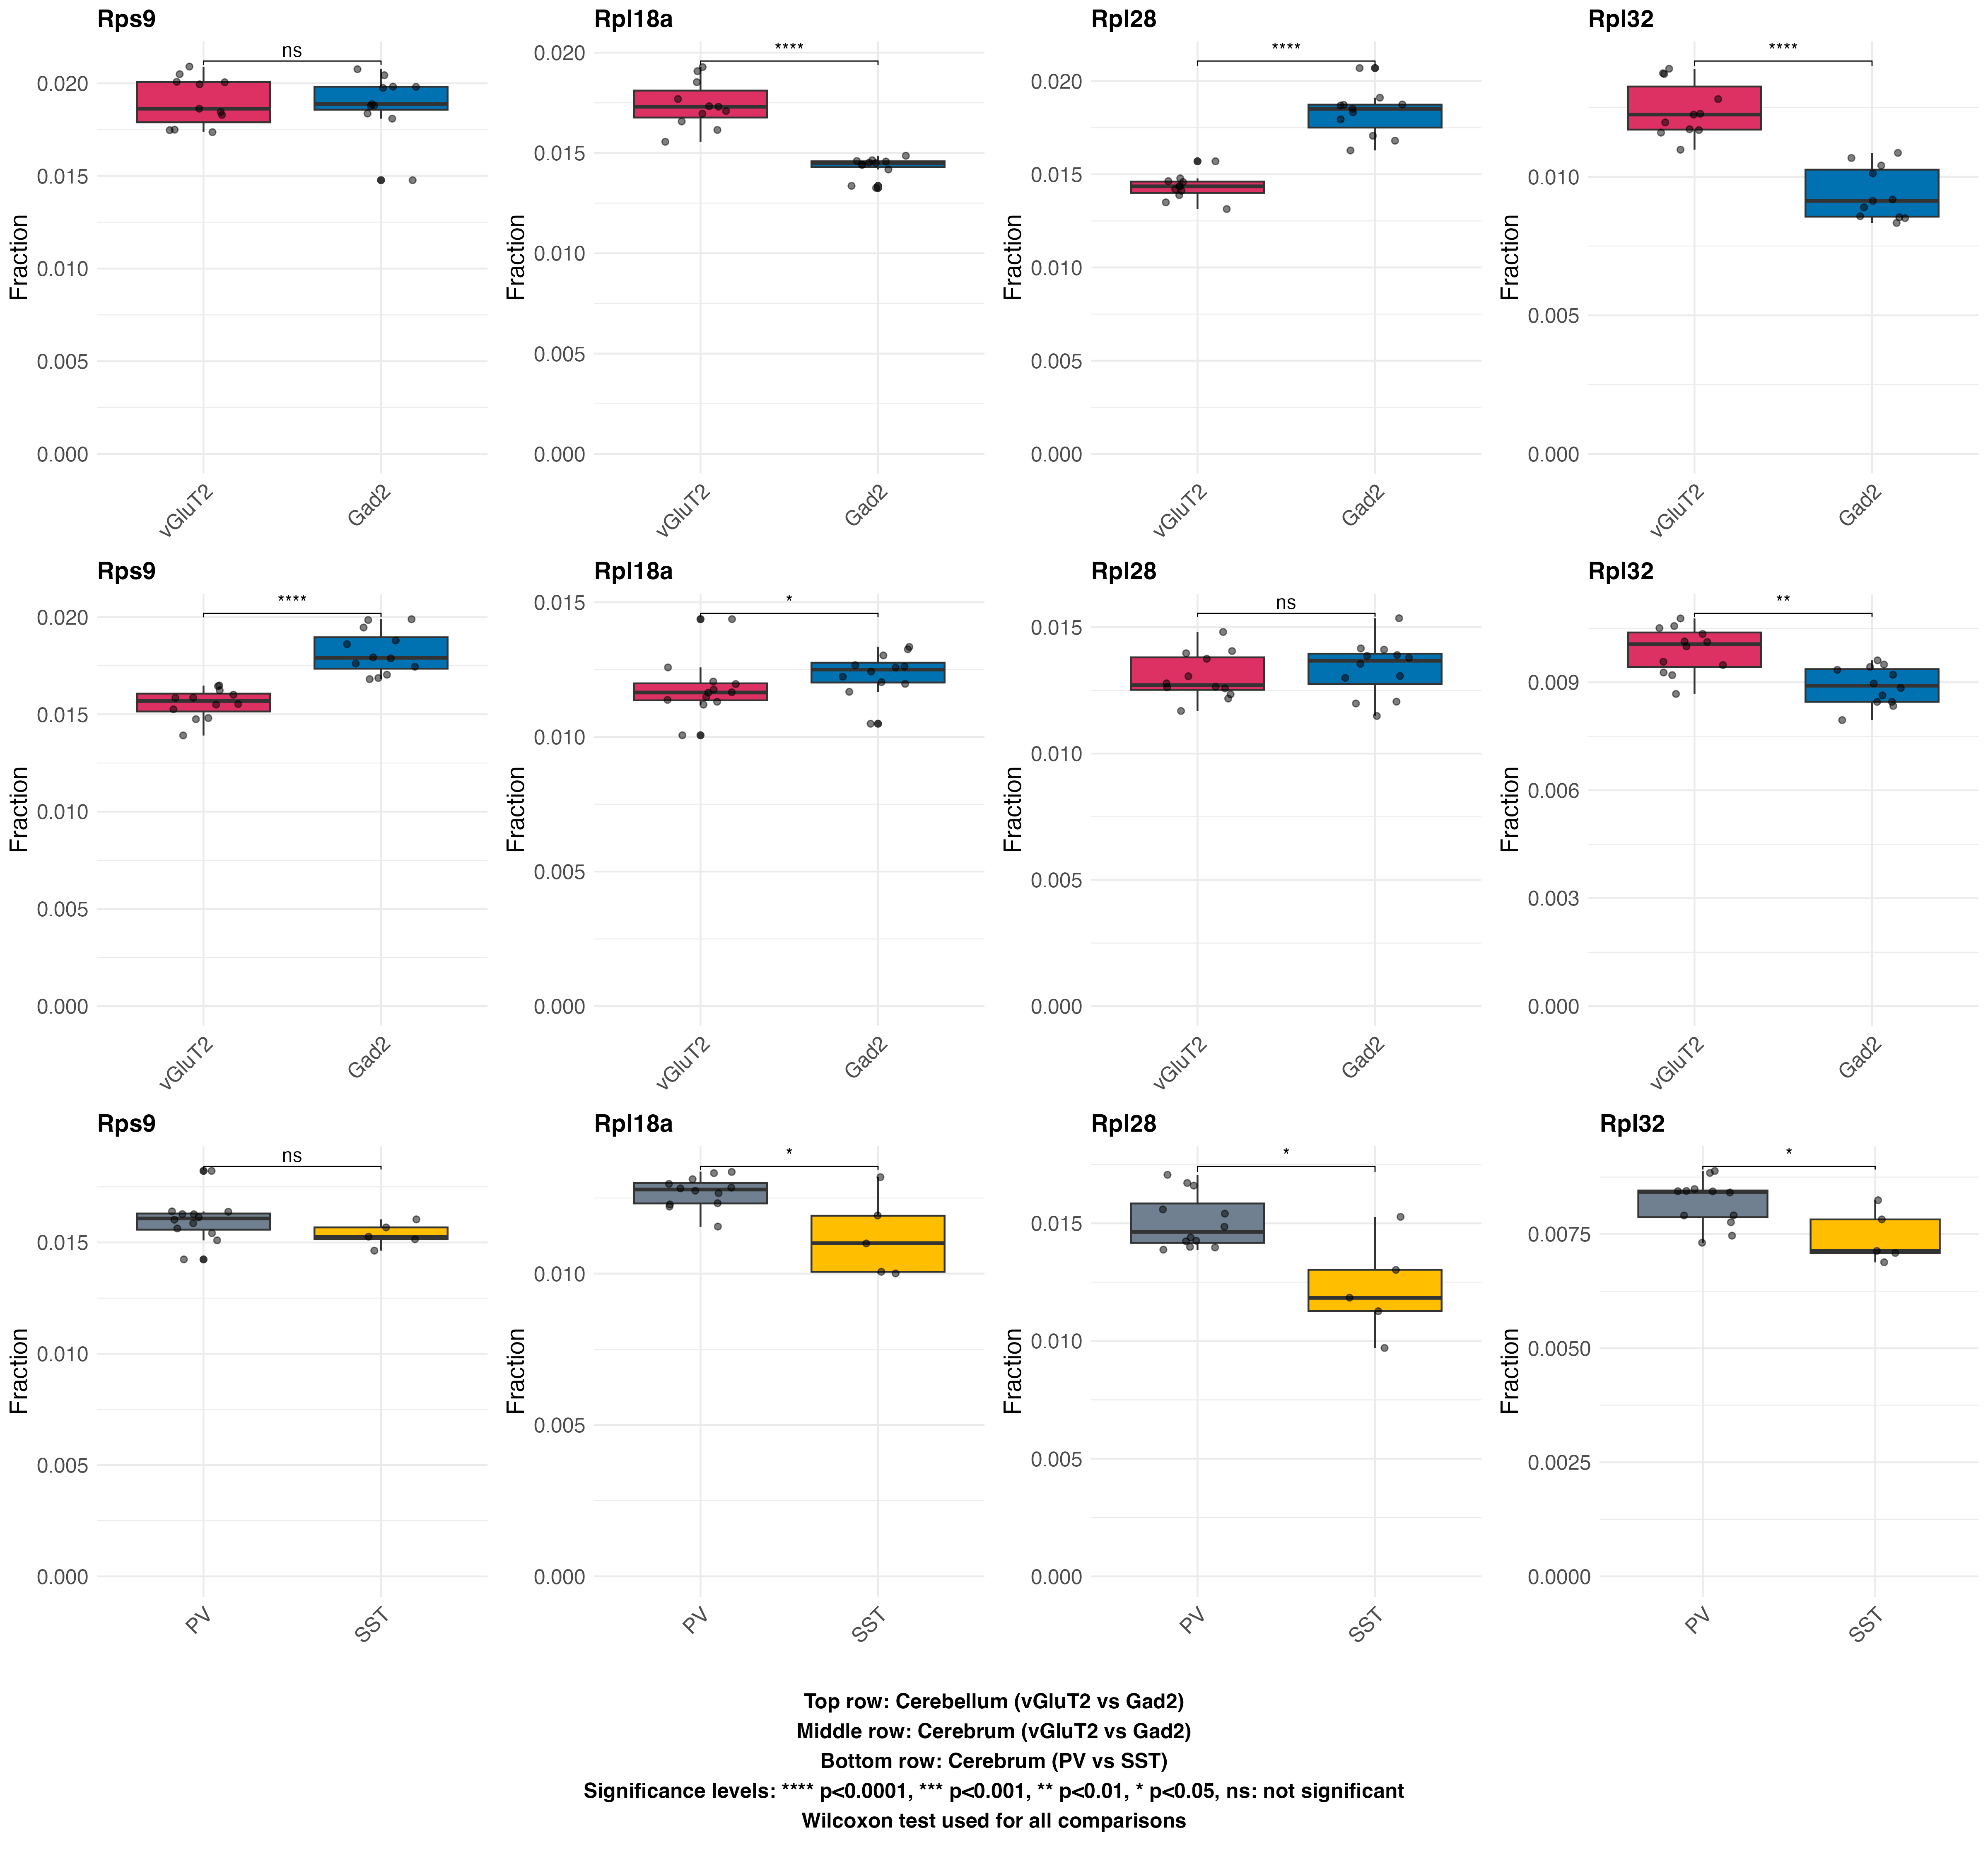 Rps9
Rpl18a
Rpl28
Rpl32
ns
****
****
****
Fraction
0.020
0.015
0.010
0.005
0.000
vGluT2
Gad2
Fraction
0.020
0.015
0.010
0.005
0.000
vGluT2
Gad2
Fraction
0.020
0.015
0.010
0.005
0.000
vGluT2
Gad2
Fraction
0.010
0.005
0.000
vGluT2
Gad2
Rps9
Rpl18a
Rpl28
Rpl32
****
*
ns
**
Fraction
0.020
0.015
0.010
0.005
0.000
vGluT2
Gad2
Fraction
0.015
0.010
0.005
0.000
vGluT2
Gad2
Fraction
0.015
0.010
0.005
0.000
vGluT2
Gad2
Fraction
0.009
0.006
0.003
0.000
vGluT2
Gad2
Rps9
Rpl18a
Rpl28
Rpl32
ns
*
*
*
Fraction
0.015
0.010
0.005
0.000
PV
SST
Fraction
0.010
0.005
0.000
PV
SST
Fraction
0.015
0.010
0.005
0.000
PV
SST
Fraction
0.0075
0.0050
0.0025
0.0000
PV
SST
Top row: Cerebellum (vGluT2 vs Gad2)
Middle row: Cerebrum (vGluT2 vs Gad2)
Bottom row: Cerebrum (PV vs SST)
Significance levels: **** p<0.0001, *** p<0.001, ** p<0.01, * p<0.05, ns: not significant
Wilcoxon test used for all comparisons